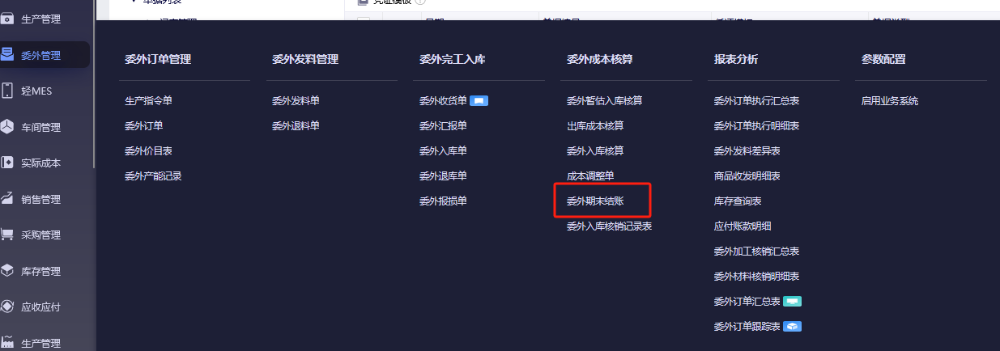 生产管理
委外管理
轻MES
车间管理
实际成本
销售管理
采购管理
库存管理
应收应付
生产管理
委外订单管理
生产指令单
委外订单
委外价目表
委外产能记录
委外发料管理
委外发料单
委外退料单
委外完工入库
委外收货单
委外汇报单
委外入库单
委外退库单
委外报损单
委外成本核算
委外暂估入库核算
出库成本核算
委外入库核算
成本调整单
委外期末结账
委外入库核销记录表
报表分析
委外订单执行汇总表
委外订单执行明细表
委外发料差异表
商品收发明细表
库存查询表
应付账款明细
委外加工核销汇总表
委外材料核销明细表
委外订单汇总表
委外订单跟踪表
参数配置
启用业务系统